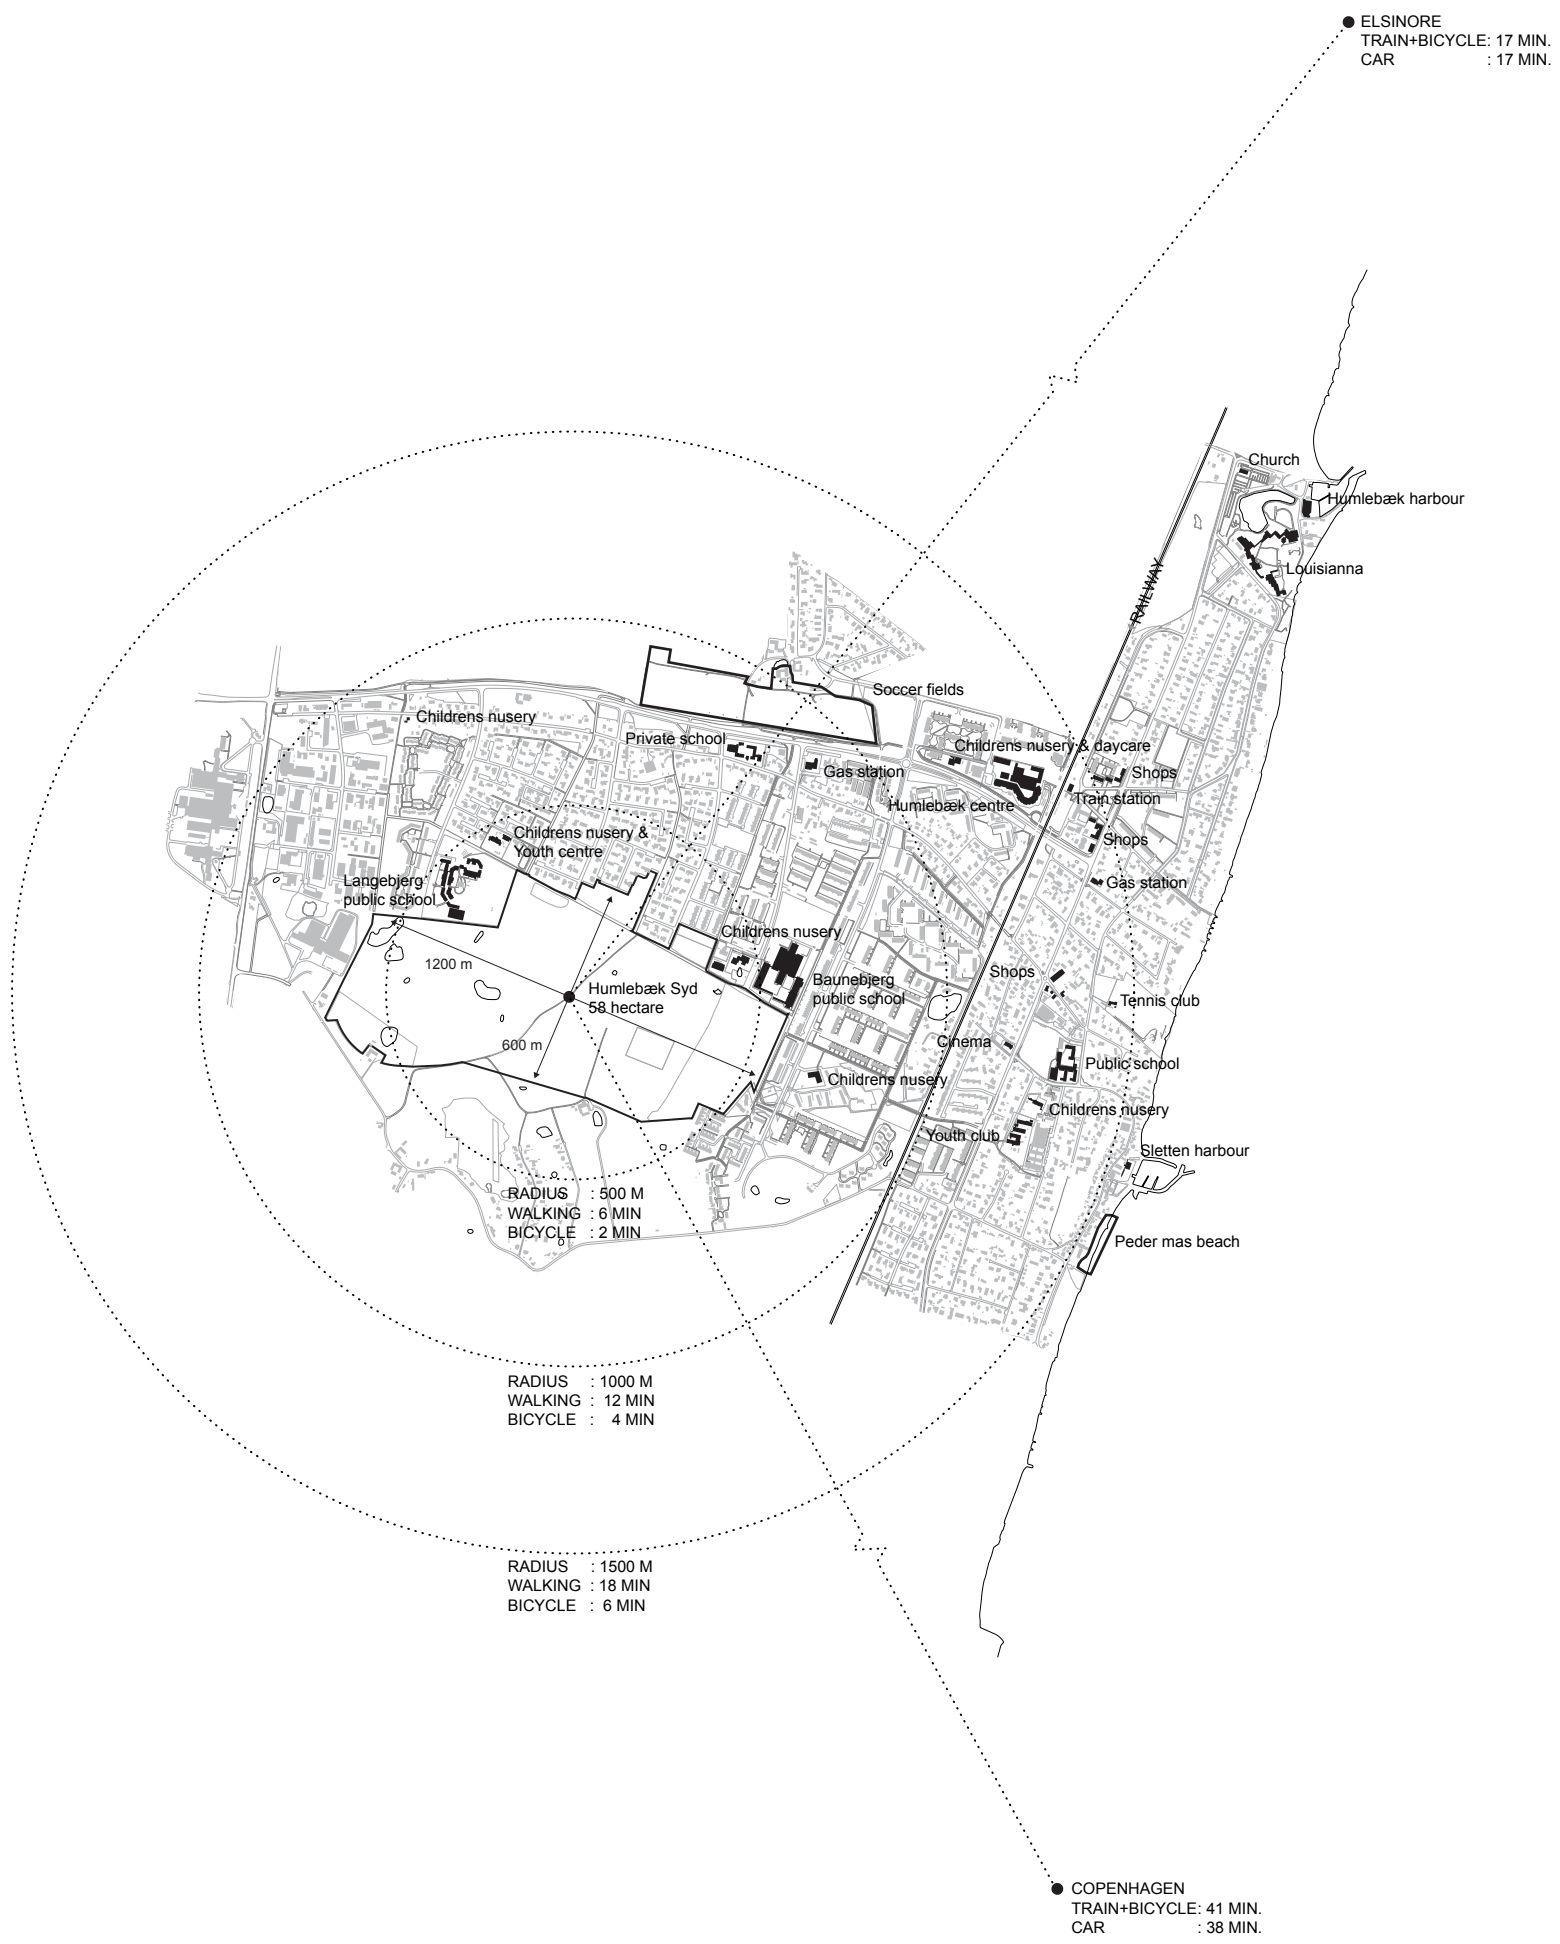 ELSINORE
TRAIN+BICYCLE: 17 MIN.
CAR : 17 MIN.
Church
Humlebæk harbour
Louisianna
RAILWAY
Soccer fields
Childrens nusery
Private school
Childrens nusery & daycare
Gas station
Shops
Train station
Humlebæk centre
Childrens nusery &
Youth centre
Shops
Langebjerg
public school
Gas station
Childrens nusery
1200 m
Shops
Humlebæk Syd
58 hectare
Baunebjerg
public school
Tennis club
600 m
Cinema
Public school
Childrens nusery
Childrens nusery
Youth club
Sletten harbour
RADIUS : 500 M
WALKING : 6 MIN
BICYCLE : 2 MIN
Peder mas beach
RADIUS : 1000 M
WALKING : 12 MIN
BICYCLE : 4 MIN
RADIUS : 1500 M
WALKING : 18 MIN
BICYCLE : 6 MIN
COPENHAGEN
TRAIN+BICYCLE: 41 MIN.
CAR : 38 MIN.